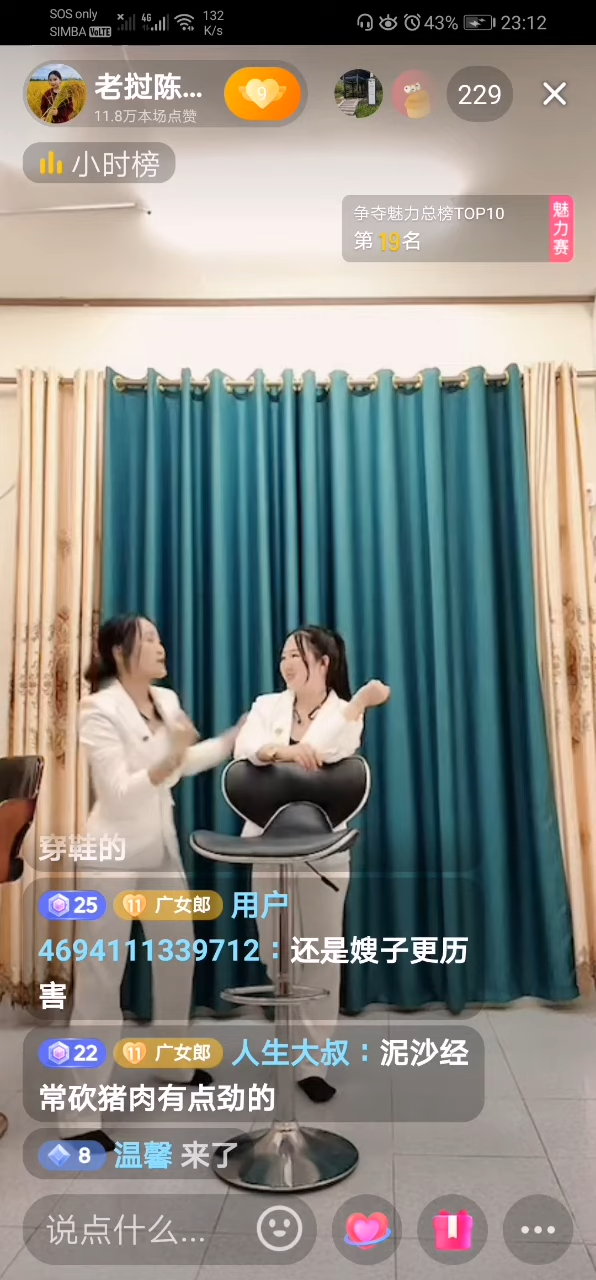 SOS only
SIMBA VoLTE
4G
132
K/s
43%
23:12
老挝陈...
11.8万本场点赞
9
229
小时榜
争夺魅力总榜TOP10
第19名
魅力赛
穿鞋的
25 11 广女郎 用户
4694111339712：还是嫂子更历
害
22 11 广女郎 人生大叔：泥沙经
常砍猪肉有点劲的
8 温馨 来了
说点什么...